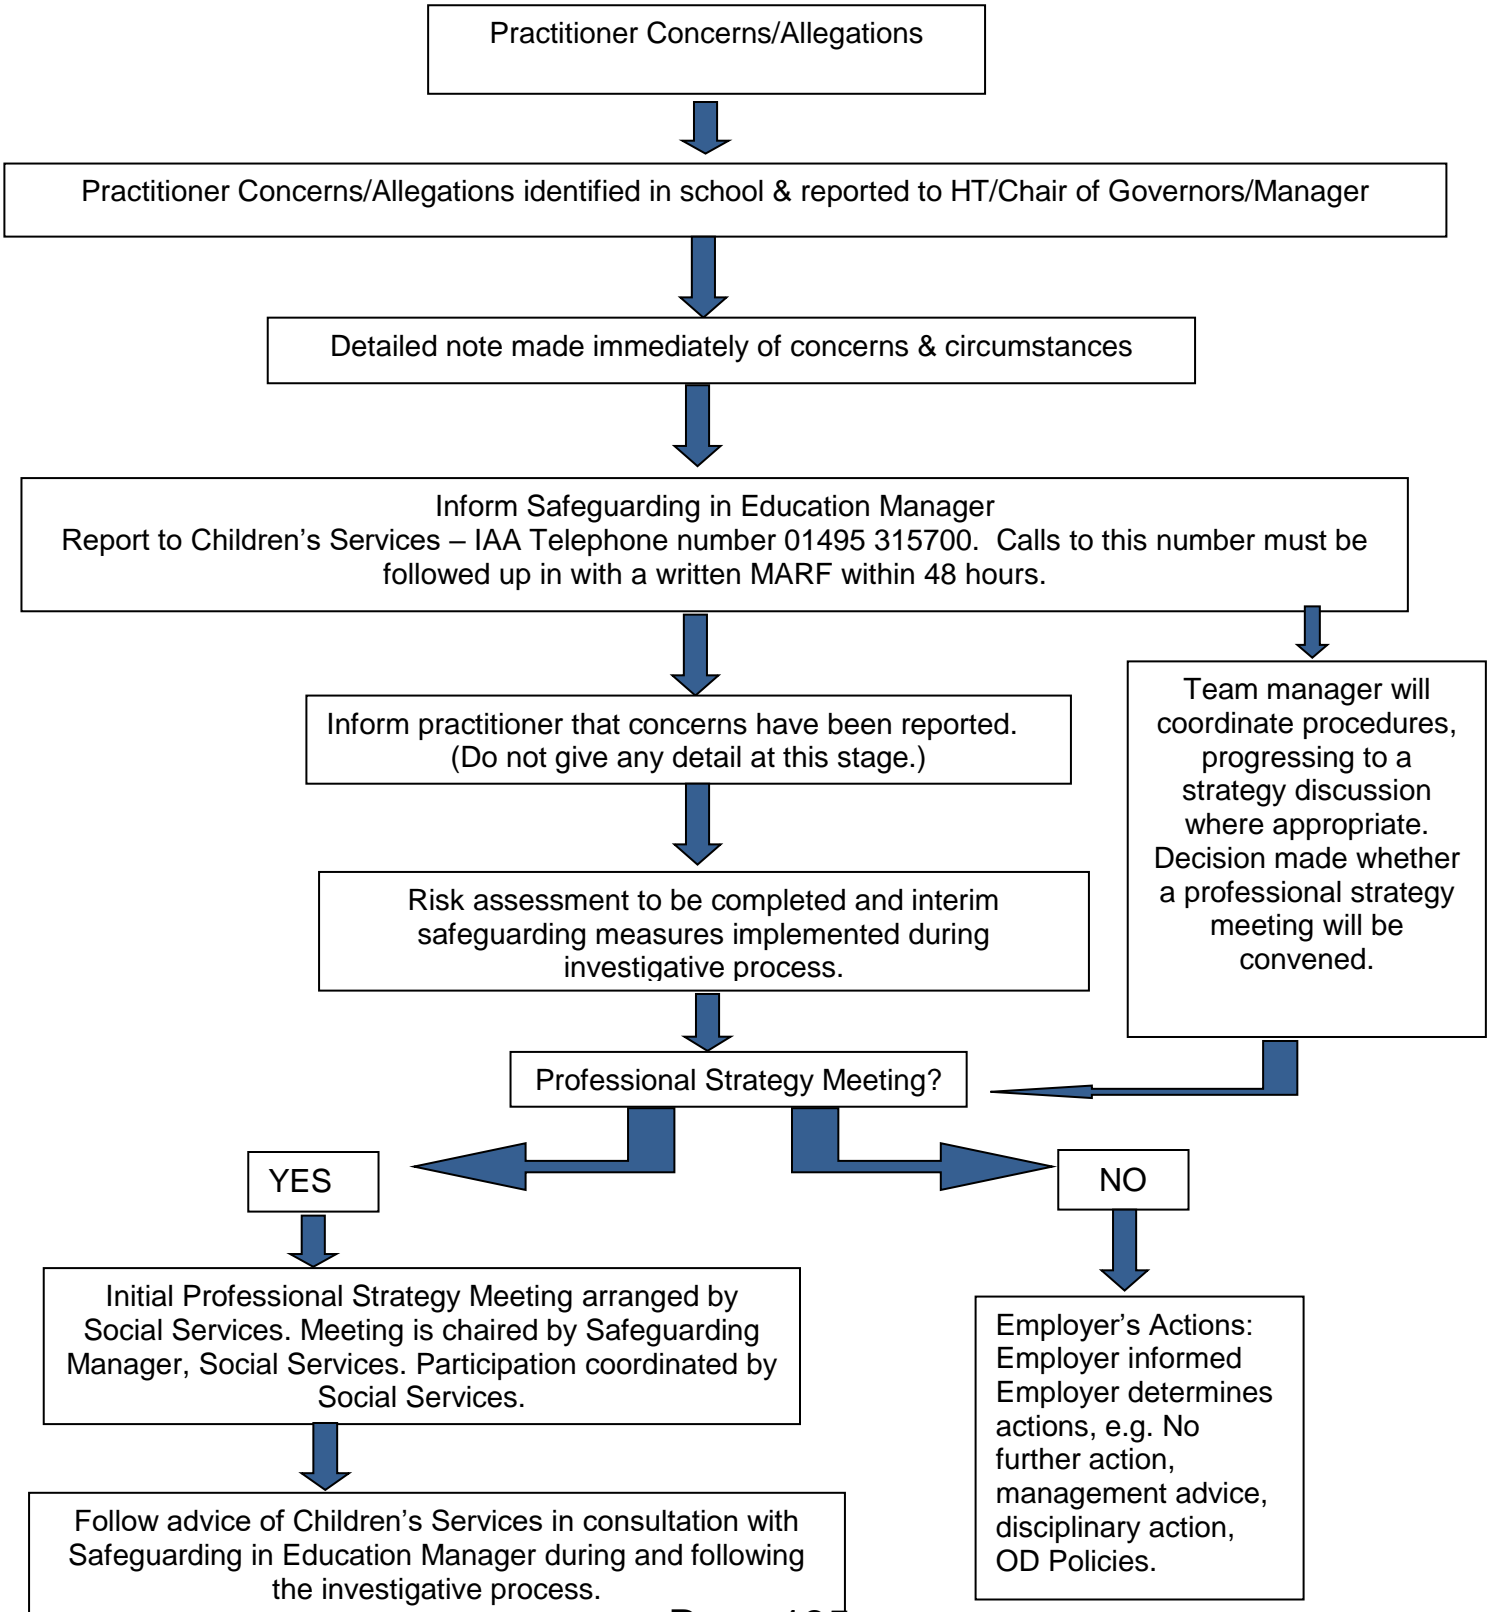 Practitioner Concerns/Allegations
Practitioner Concerns/Allegations identified in school & reported to HT/Chair of Governors/Manager
Detailed note made immediately of concerns & circumstances
Inform Safeguarding in Education Manager
Report to Children’s Services – IAA Telephone number 01495 315700. Calls to this number must be
followed up in with a written MARF within 48 hours.
Inform practitioner that concerns have been reported.
(Do not give any detail at this stage.)
Team manager will
coordinate procedures,
progressing to a
strategy discussion
where appropriate.
Decision made whether
a professional strategy
meeting will be
convened.
Risk assessment to be completed and interim
safeguarding measures implemented during
investigative process.
Professional Strategy Meeting?
YES
NO
Initial Professional Strategy Meeting arranged by
Social Services. Meeting is chaired by Safeguarding
Manager, Social Services. Participation coordinated by
Social Services.
Employer’s Actions:
Employer informed
Employer determines
actions, e.g. No
further action,
management advice,
disciplinary action,
OD Policies.
Follow advice of Children’s Services in consultation with
Safeguarding in Education Manager during and following
the investigative process.